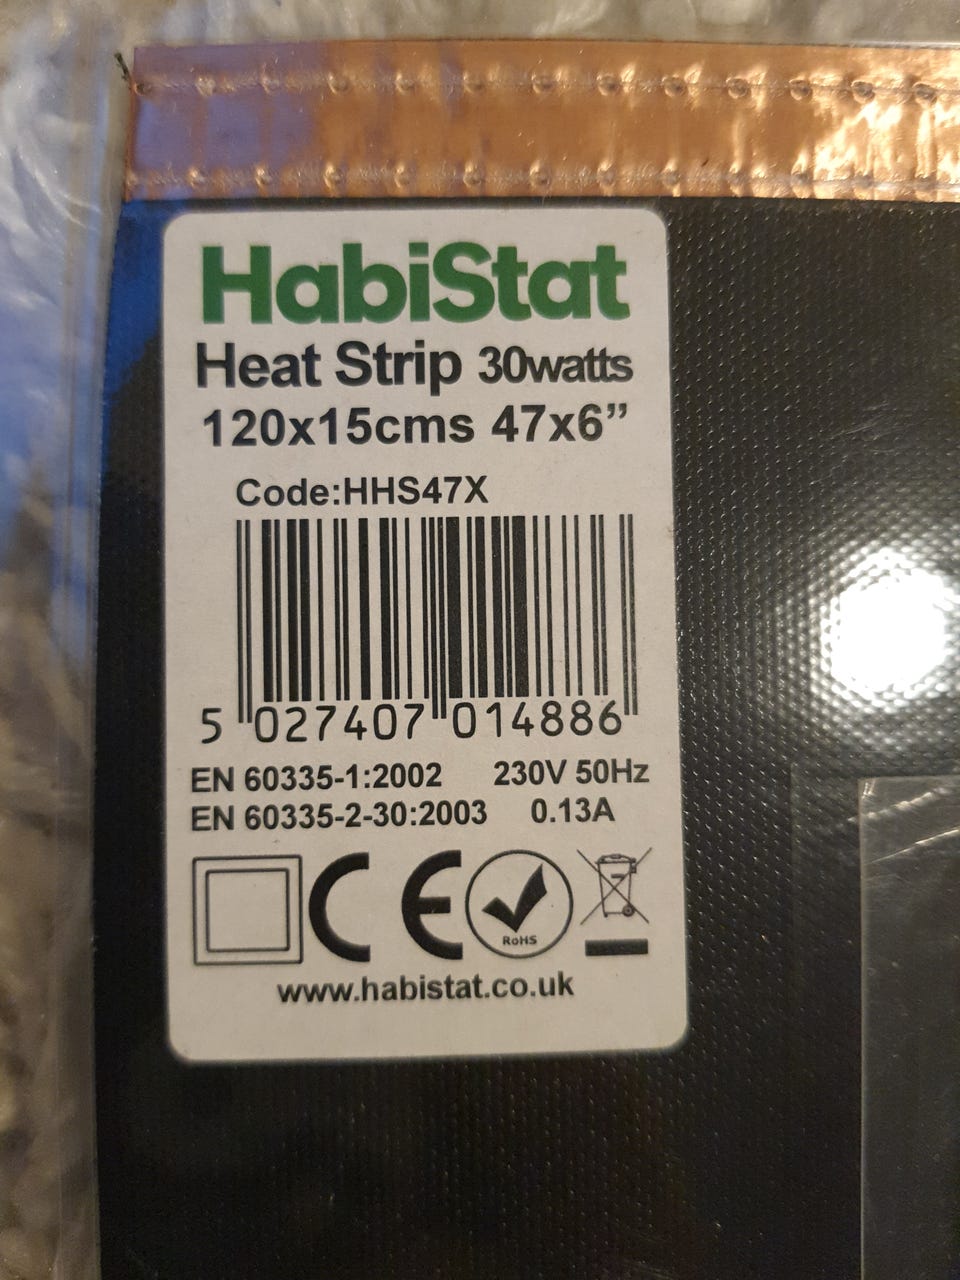 HabiStat
Heat Strip 30watts
120x15cms 47x6”
Code:HHS47X
5 027407 014886
EN 60335-1:2002 230V 50Hz
EN 60335-2-30:2003 0.13A
CE RoHS
www.habistat.co.uk